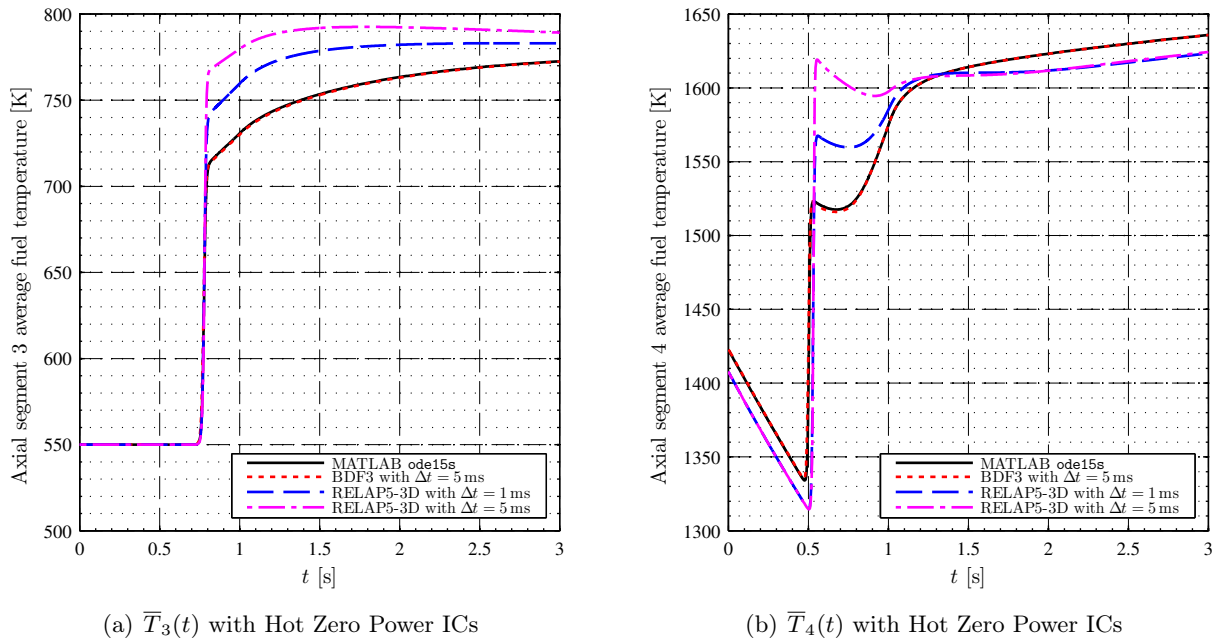 Axial segment 3 average fuel temperature [K]
800
750
700
650
600
550
500
0
0.5
1
1.5
2
2.5
3
t [s]
MATLAB ode15s
BDF3 with Δt = 5 ms
RELAP5-3D with Δt = 1 ms
RELAP5-3D with Δt = 5 ms
(a) T̅₃(t) with Hot Zero Power ICs
Axial segment 4 average fuel temperature [K]
1650
1600
1550
1500
1450
1400
1350
1300
0
0.5
1
1.5
2
2.5
3
t [s]
MATLAB ode15s
BDF3 with Δt = 5 ms
RELAP5-3D with Δt = 1 ms
RELAP5-3D with Δt = 5 ms
(b) T̅₄(t) with Hot Zero Power ICs